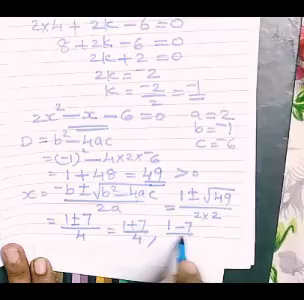 2×4 + 2k - 6 = 0
8 + 2k - 6 = 0
2k + 2 = 0
2k = -2
k = -2/2 = -1
2x² - x - 6 = 0 a = 2
b = -1
D = b² - 4ac c = -6
= (-1)² - 4×2×-6
= 1 + 48 = 49 > 0
x = -b ± √b² - 4ac / 2a = 1 ± √49 / 2×2
= 1 ± 7 / 4 = 1 + 7 / 4 , 1 - 7